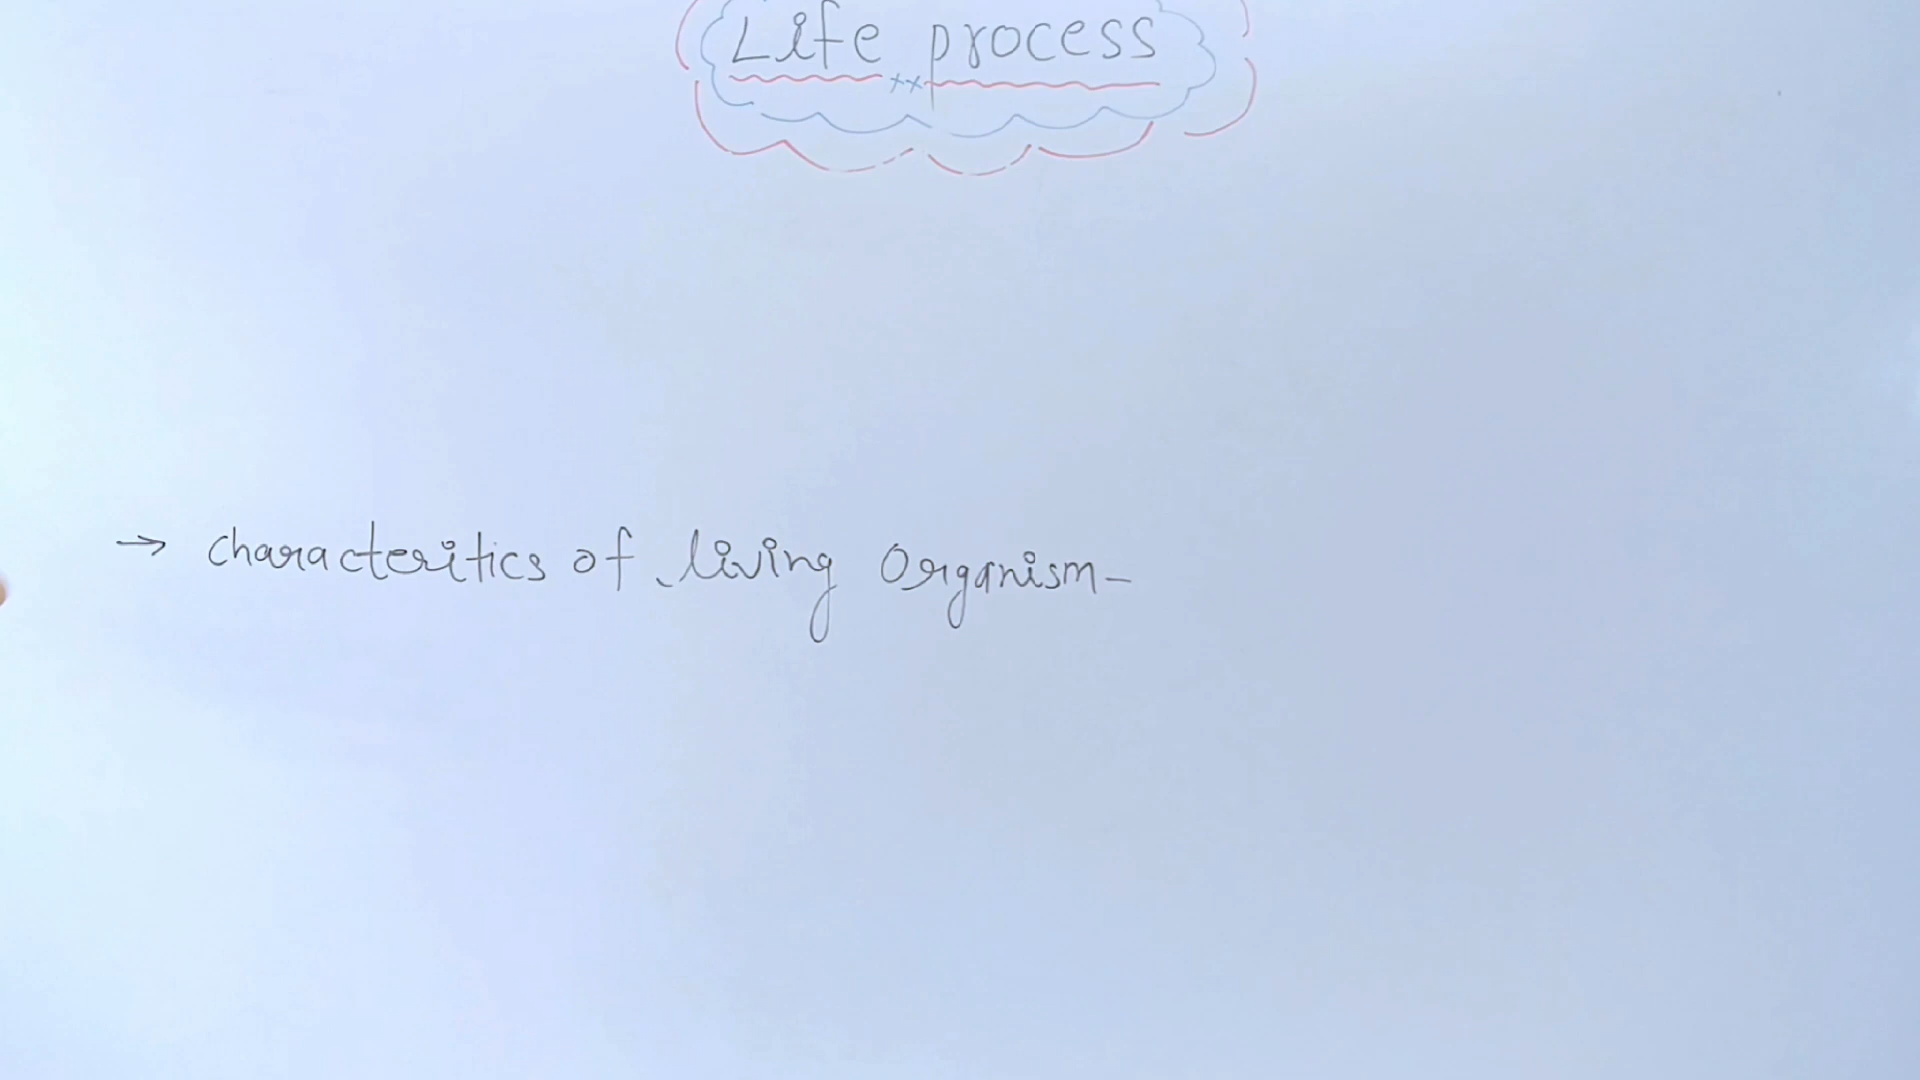 Life process
→ characteritics of living Organism-